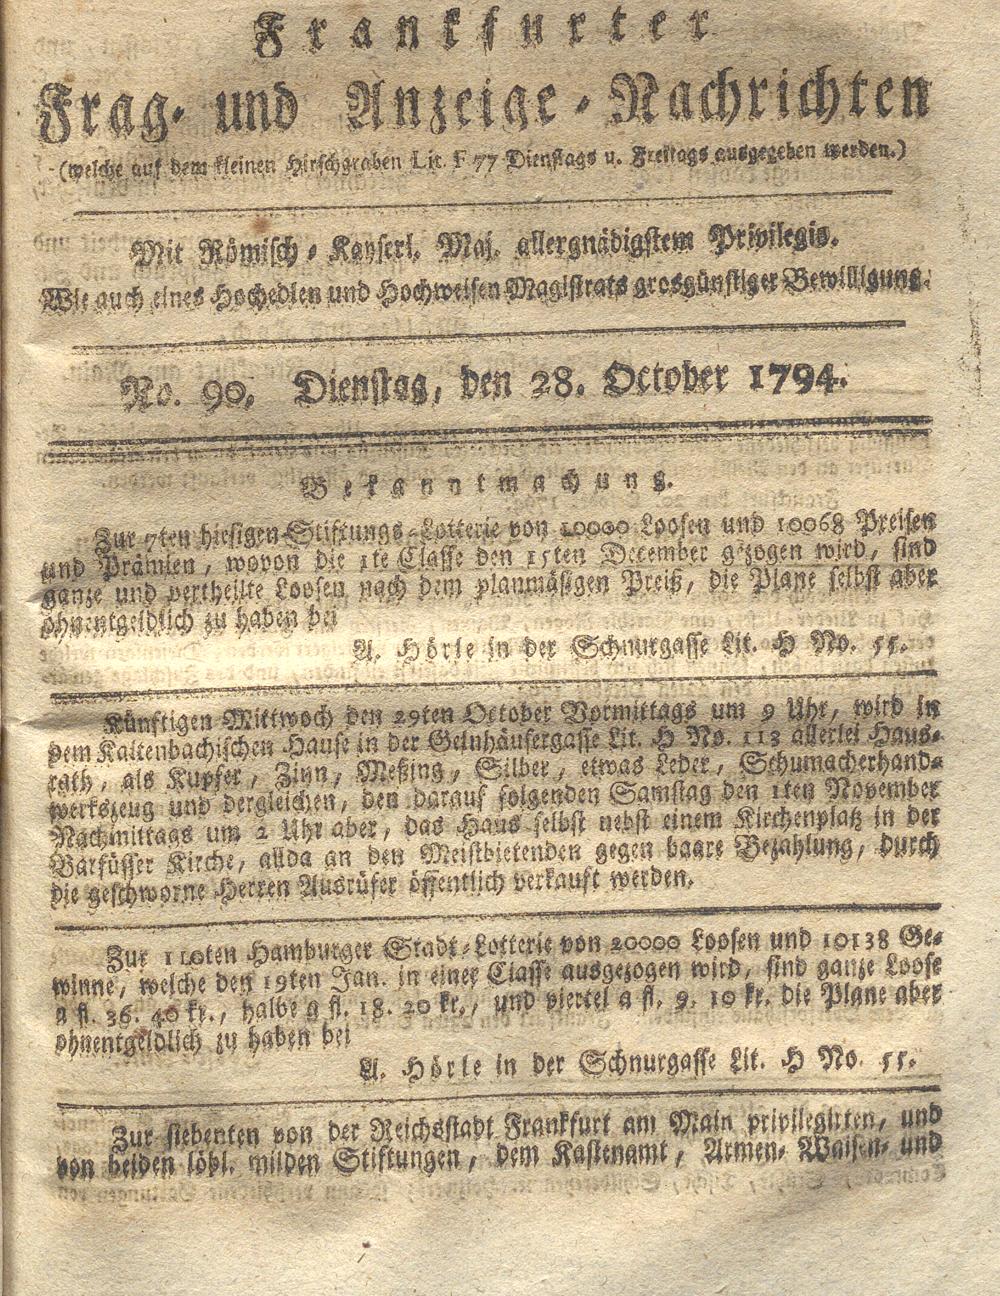 Frankfurter
Frag- und Anzeige-Nachrichten
(welche auf dem kleinen Hirschgraben Lit. F 77 Dienstags u. Freitags ausgegeben werden.)
Mit Römisch-Kayserl. Maj. allergnädigstem Privilegio.
Wie auch eines Hochedlen und Hochweisen Magistrats grosgünstiger Bewilligung.
No. 90. Dienstag, den 28. October 1794.
Bekanntmachung.
Zur 7ten hiesigen Stiftungs-Lotterie von 10000 Loosen und 10068 Preisen
und Prämien, wovon die 1te Classe den 15ten December gezogen wird, sind
ganze und vertheilte Loosen nach dem planmäsigen Preiß, die Plane selbst aber
ohnentgeldlich zu haben bei
A. Hörle in der Schnurgasse Lit. H No. 55.
Künftigen Mittwoch den 29ten October Vormittags um 9 Uhr, wird in
dem Kaltenbachischen Hause in der Gelnhäusergasse Lit. H No. 113 allerlei Haus-
rath, als Kupfer, Zinn, Meßing, Silber, etwas Leder, Schumacherhand-
werkszeug und dergleichen, den darauf folgenden Samstag den 1ten November
Nachmittags um 2 Uhr aber, das Haus selbst nebst einem Kirchenplatz in der
Barfüsser Kirche, allda an den Meistbietenden gegen baare Bezahlung, durch
die geschworne Herren Ausrüfer öffentlich verkauft werden.
Zur 110ten Hamburger Stadt-Lotterie von 20000 Loosen und 10138 Ge-
winne, welche den 19ten Jan. in einer Classe ausgezogen wird, sind ganze Loose
a fl. 36. 40 kr., halbe a fl. 18. 20 kr., und viertel a fl. 9. 10 kr. die Plane aber
ohnentgeldlich zu haben bei
A. Hörle in der Schnurgasse Lit. H No. 55.
Zur siebenten von der Reichsstadt Frankfurt am Main privilegirten, und
von beiden löbl. milden Stiftungen, dem Kastenamt, Armen- Waisen- und